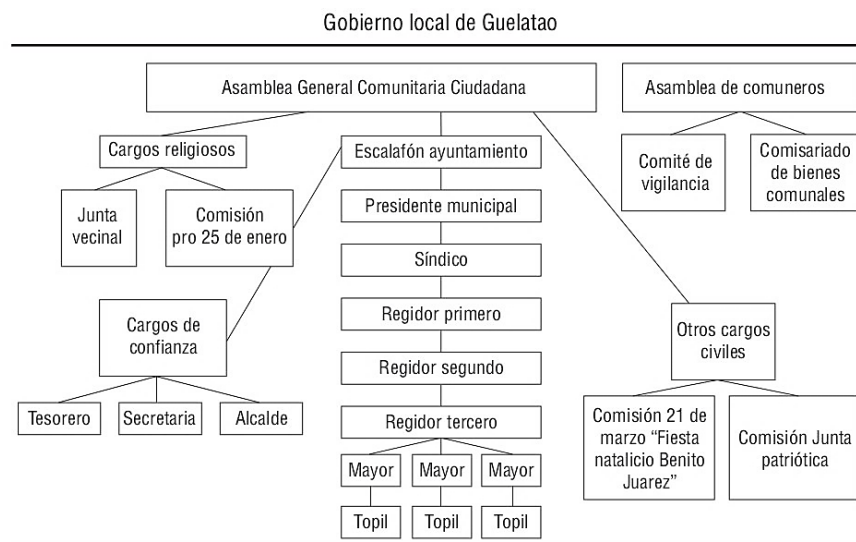 Gobierno local de Guelatao
Asamblea General Comunitaria Ciudadana
Asamblea de comuneros
Cargos religiosos
Escalafón ayuntamiento
Comité de
vigilancia
Comisariado
de bienes
comunales
Junta
vecinal
Comisión
pro 25 de enero
Presidente municipal
Síndico
Cargos de
confianza
Regidor primero
Otros cargos
civiles
Regidor segundo
Tesorero
Secretaria
Alcalde
Regidor tercero
Comisión 21 de
marzo “Fiesta
natalicio Benito
Juarez”
Comisión Junta
patriótica
Mayor
Mayor
Mayor
Topil
Topil
Topil